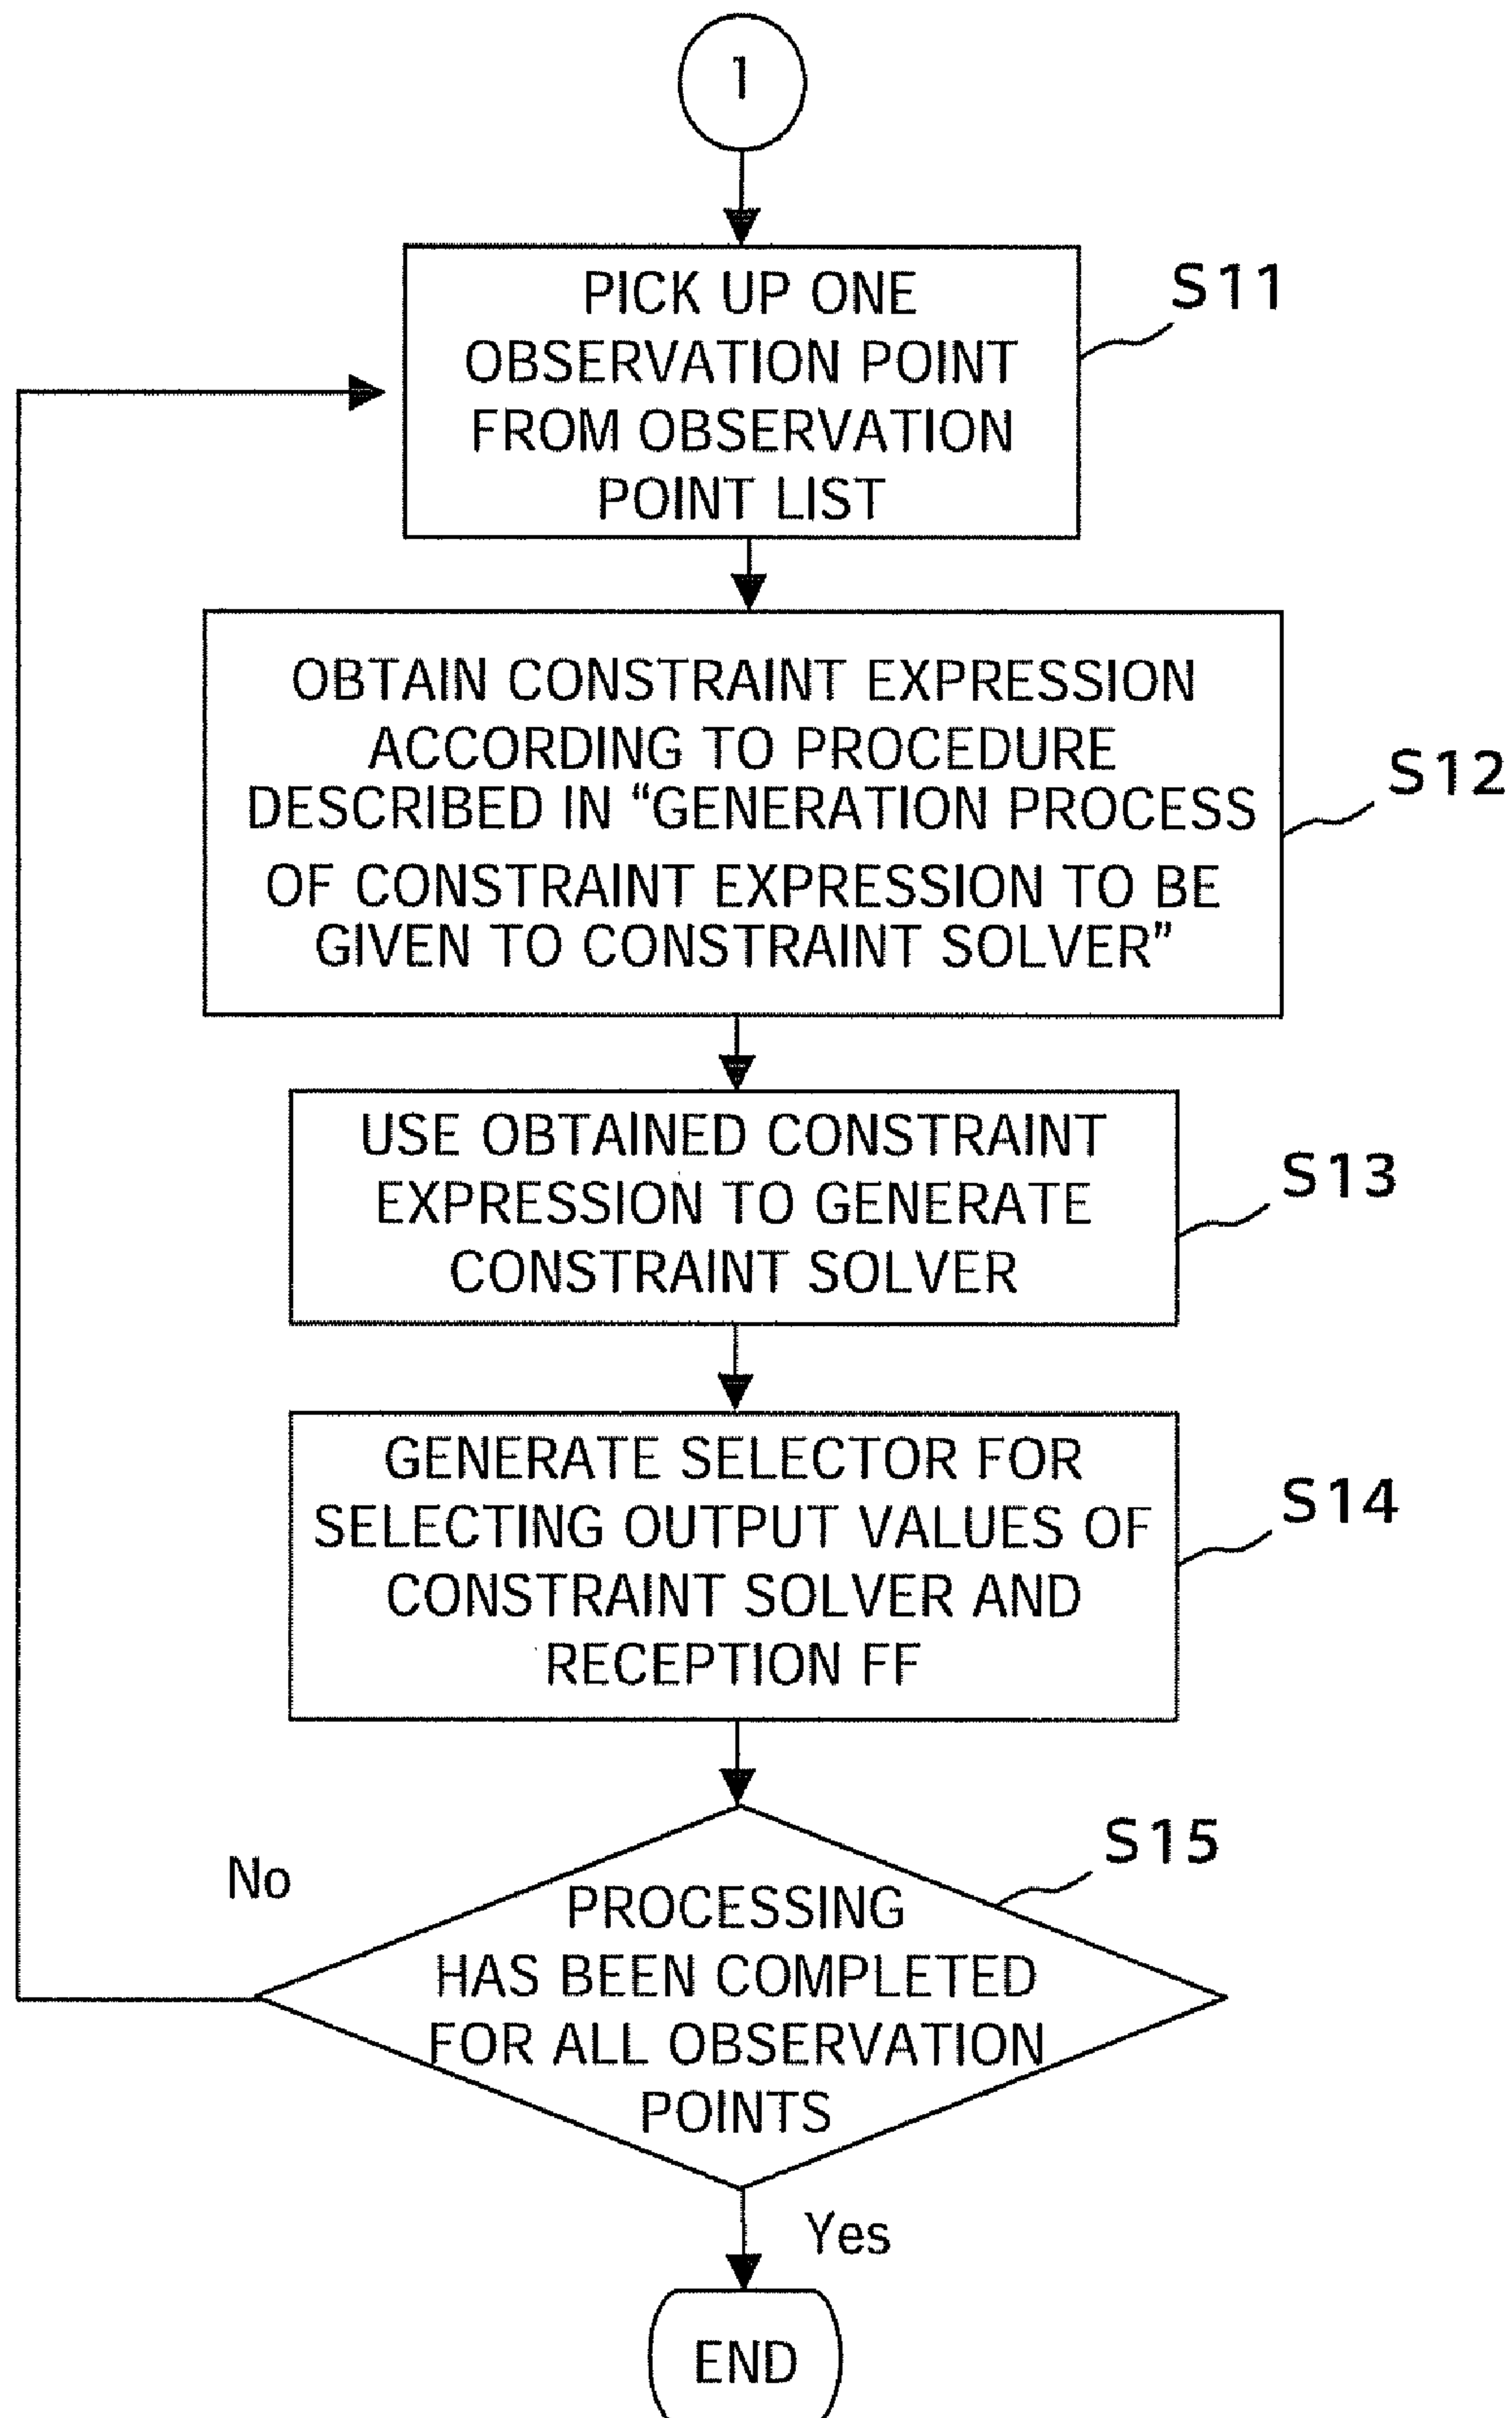 1
PICK UP ONE
OBSERVATION POINT
FROM OBSERVATION
POINT LIST
S11
OBTAIN CONSTRAINT EXPRESSION
ACCORDING TO PROCEDURE
DESCRIBED IN “GENERATION PROCESS
OF CONSTRAINT EXPRESSION TO BE
GIVEN TO CONSTRAINT SOLVER”
S12
USE OBTAINED CONSTRAINT
EXPRESSION TO GENERATE
CONSTRAINT SOLVER
S13
GENERATE SELECTOR FOR
SELECTING OUTPUT VALUES OF
CONSTRAINT SOLVER AND
RECEPTION FF
S14
PROCESSING
HAS BEEN COMPLETED
FOR ALL OBSERVATION
POINTS
S15
No
Yes
END